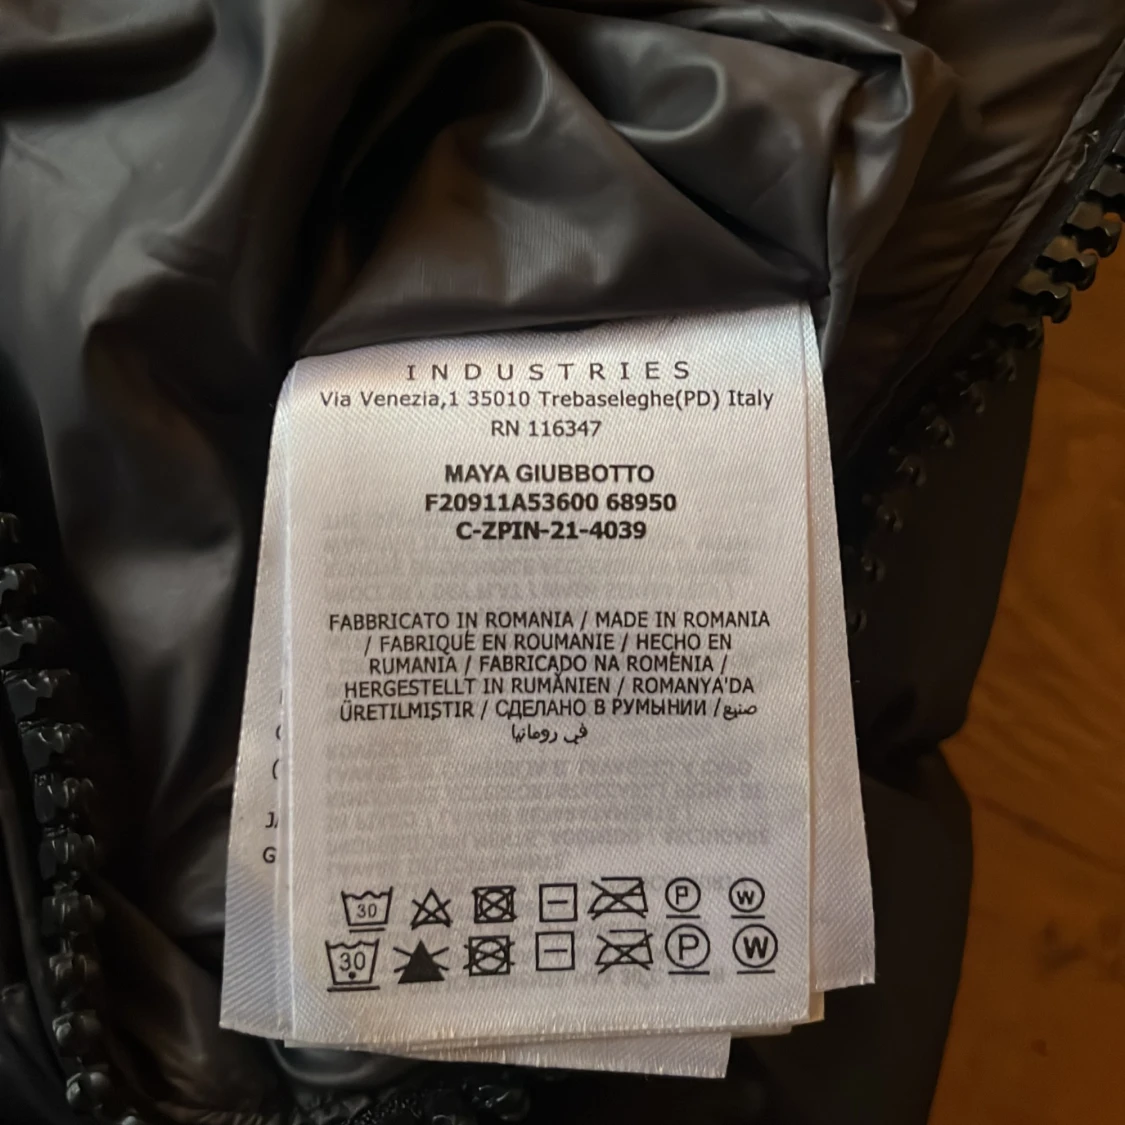 INDUSTRIES
Via Venezia,1 35010 Trebaseleghe(PD) Italy
RN 116347
MAYA GIUBBOTTO
F20911A53600 68950
C-ZPIN-21-4039
FABBRICATO IN ROMANIA / MADE IN ROMANIA
/ FABRIQUÉ EN ROUMANIE / HECHO EN
RUMANIA / FABRICADO NA ROMÊNIA /
HERGESTELLT IN RUMÄNIEN / ROMANYA'DA
ÜRETILMIŞTIR / СДЕЛАНО В РУМЫНИИ /صنع
في رومانيا
30 P W
30 P W